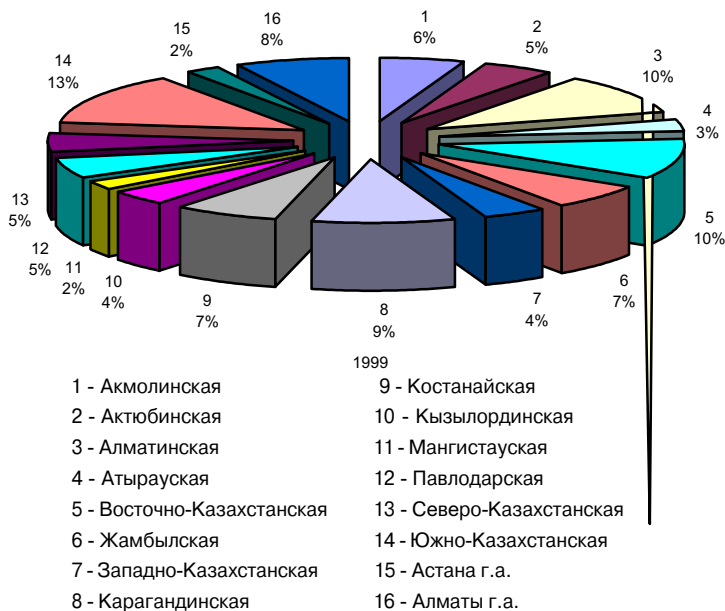 1
6%
2
5%
3
10%
4
3%
5
10%
6
7%
7
4%
8
9%
9
7%
10
4%
11
2%
12
5%
13
5%
14
13%
15
2%
16
8%
1999
1 - Акмолинская
2 - Актюбинская
3 - Алматинская
4 - Атырауская
5 - Восточно-Казахстанская
6 - Жамбылская
7 - Западно-Казахстанская
8 - Карагандинская
9 - Костанайская
10 - Кызылординская
11 - Мангистауская
12 - Павлодарская
13 - Северо-Казахстанская
14 - Южно-Казахстанская
15 - Астана г.а.
16 - Алматы г.а.